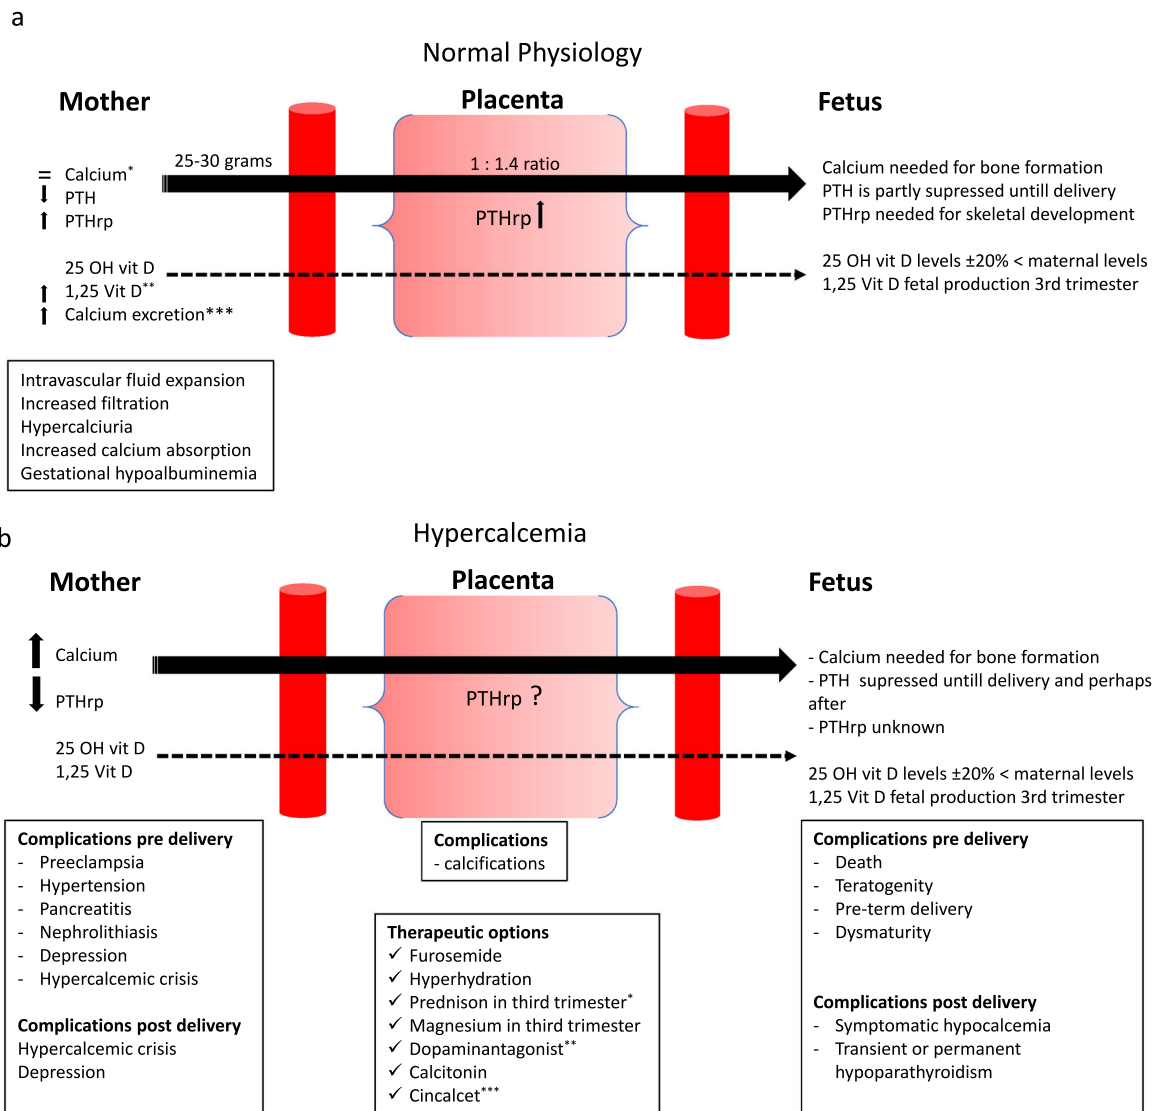 a
Normal Physiology
Mother
Placenta
Fetus
25-30 grams
1 : 1.4 ratio
= Calcium*
PTH
PTHrp
PTHrp
Calcium needed for bone formation
PTH is partly supressed untill delivery
PTHrp needed for skeletal development
25 OH vit D
1,25 Vit D**
Calcium excretion***
25 OH vit D levels ±20% < maternal levels
1,25 Vit D fetal production 3rd trimester
Intravascular fluid expansion
Increased filtration
Hypercalciuria
Increased calcium absorption
Gestational hypoalbuminemia
b
Hypercalcemia
Mother
Placenta
Fetus
Calcium
PTHrp
PTHrp ?
- Calcium needed for bone formation
- PTH supressed untill delivery and perhaps
after
- PTHrp unknown
25 OH vit D
1,25 Vit D
25 OH vit D levels ±20% < maternal levels
1,25 Vit D fetal production 3rd trimester
Complications pre delivery
- Preeclampsia
- Hypertension
- Pancreatitis
- Nephrolithiasis
- Depression
- Hypercalcemic crisis
Complications post delivery
Hypercalcemic crisis
Depression
Complications
- calcifications
Therapeutic options
✓ Furosemide
✓ Hyperhydration
✓ Prednison in third trimester*
✓ Magnesium in third trimester
✓ Dopaminantagonist**
✓ Calcitonin
✓ Cincalcet***
Complications pre delivery
- Death
- Teratogenity
- Pre-term delivery
- Dysmaturity
Complications post delivery
- Symptomatic hypocalcemia
- Transient or permanent
hypoparathyroidism